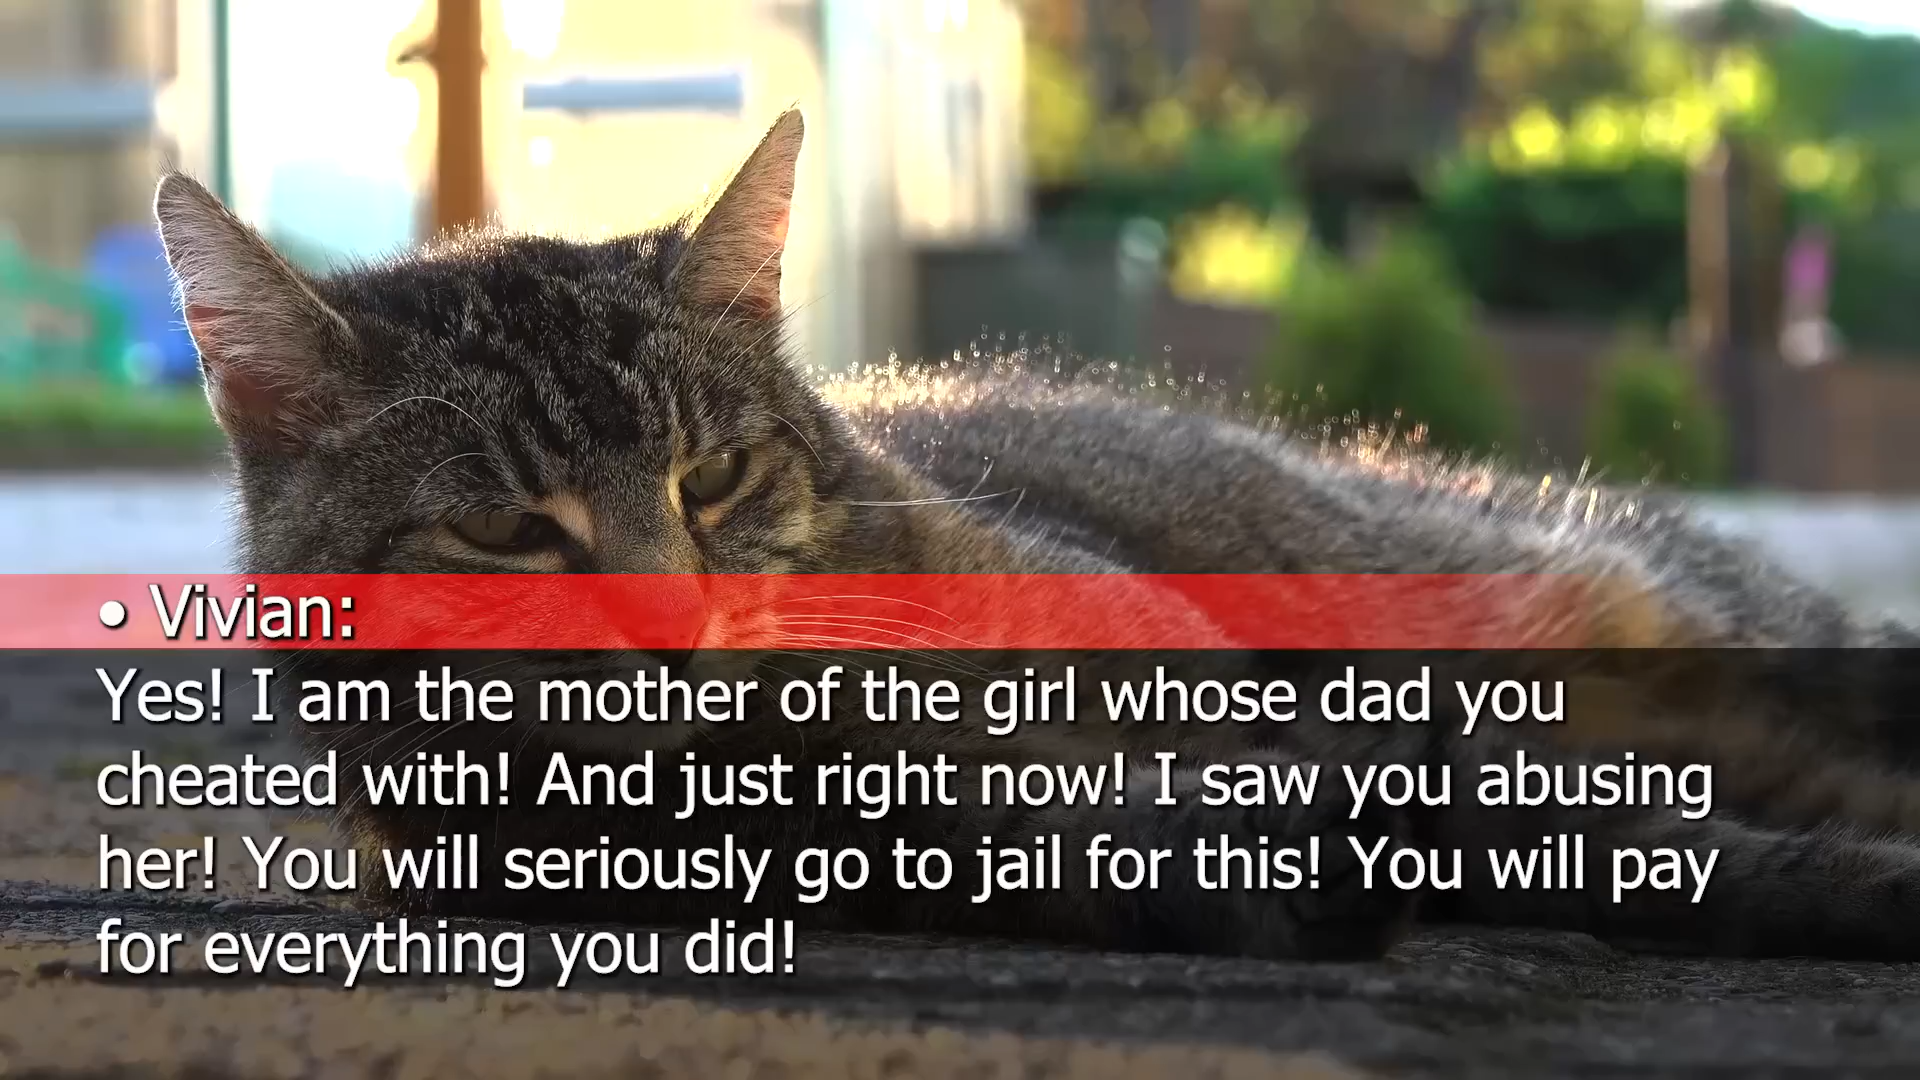 • Vivian:
Yes! I am the mother of the girl whose dad you
cheated with! And just right now! I saw you abusing
her! You will seriously go to jail for this! You will pay
for everything you did!